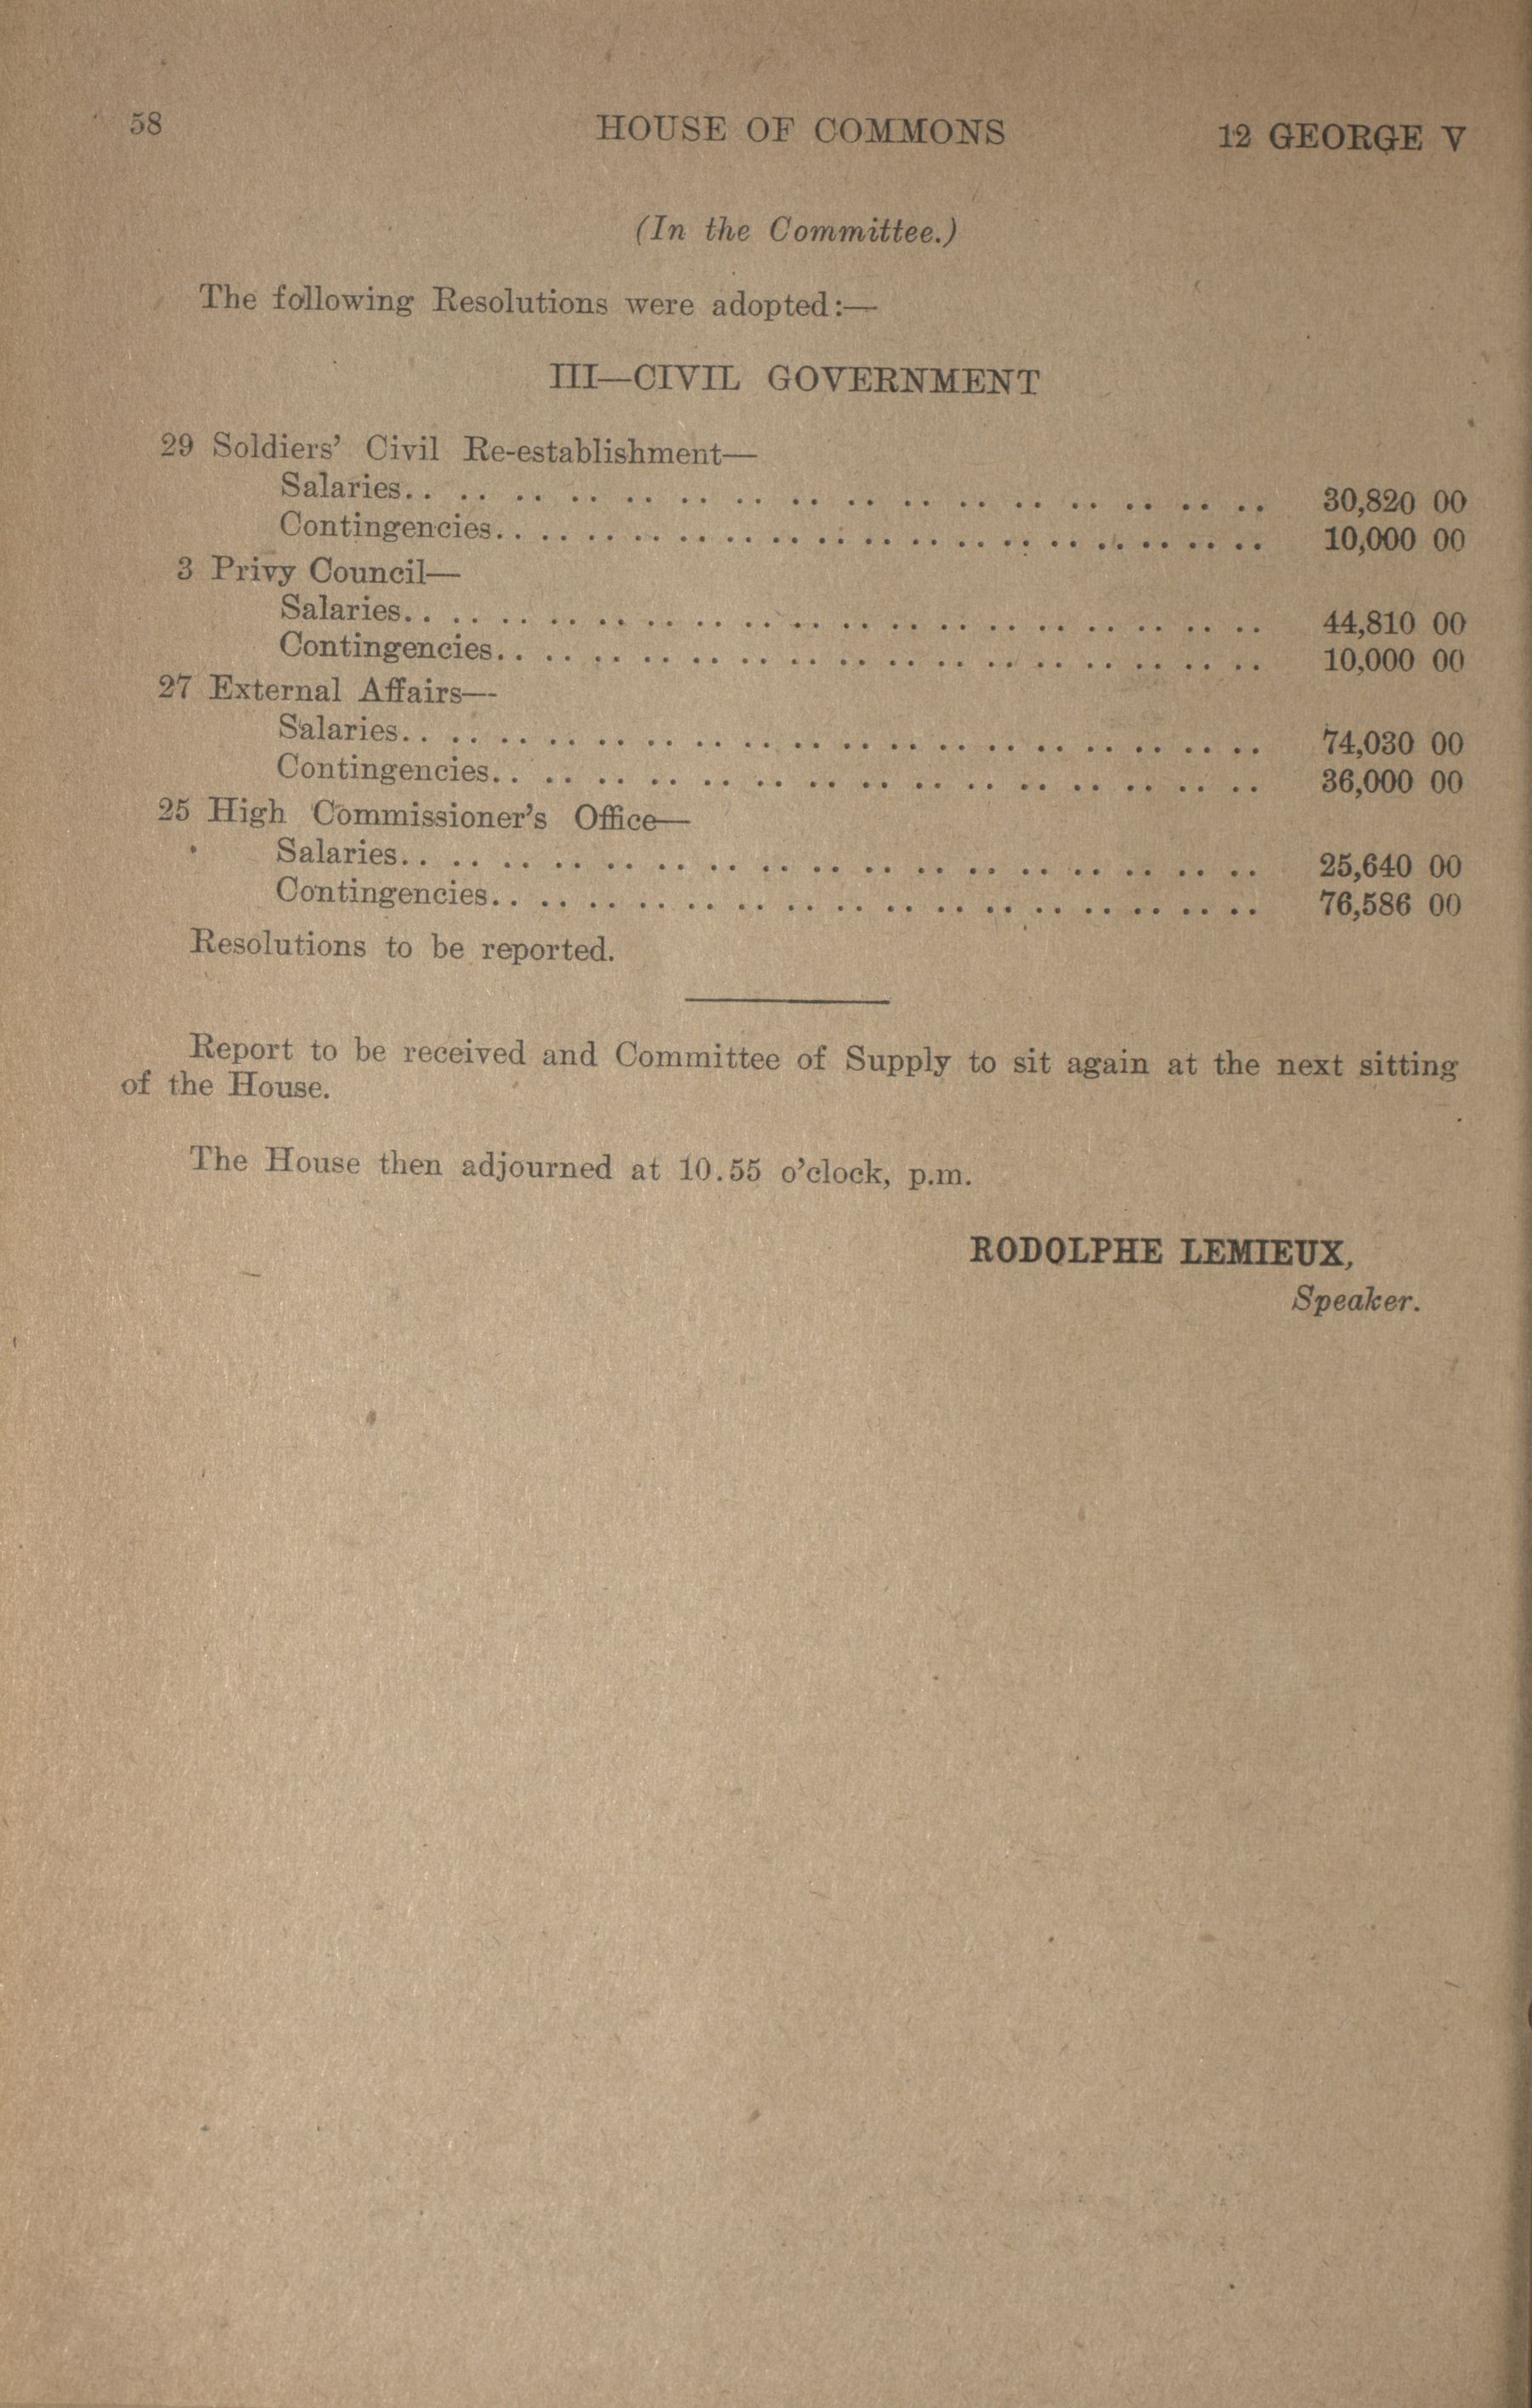 58 HOUSE OF COMMONS 12 GEORGE V
(In the Committee.)
The following Resolutions were adopted:—
III—CIVIL GOVERNMENT
29 Soldiers' Civil Re-establishment—
Salaries.. .. .. .. .. .. .. .. .. .. .. .. .. .. .. .. 30,820 00
Contingencies.. .. .. .. .. .. .. .. .. .. .. .. .. .. .. .. .. 10,000 00
3 Privy Council—
Salaries.. .. .. .. .. .. .. .. .. .. .. .. .. .. .. .. .. .. 44,810 00
Contingencies.. .. .. .. .. .. .. .. .. .. .. .. .. .. .. .. 10,000 00
27 External Affairs—
Salaries.. .. .. .. .. .. .. .. .. .. .. .. .. .. .. .. .. .. 74,030 00
Contingencies.. .. .. .. .. .. .. .. .. .. .. .. .. .. .. 36,000 00
25 High Commissioner's Office—
Salaries.. .. .. .. .. .. .. .. .. .. .. .. .. .. .. .. .. 25,640 00
Contingencies.. .. .. .. .. .. .. .. .. .. .. .. .. .. .. .. 76,586 00
Resolutions to be reported.
Report to be received and Committee of Supply to sit again at the next sitting
of the House.
The House then adjourned at 10.55 o'clock, p.m.
RODOLPHE LEMIEUX,
Speaker.